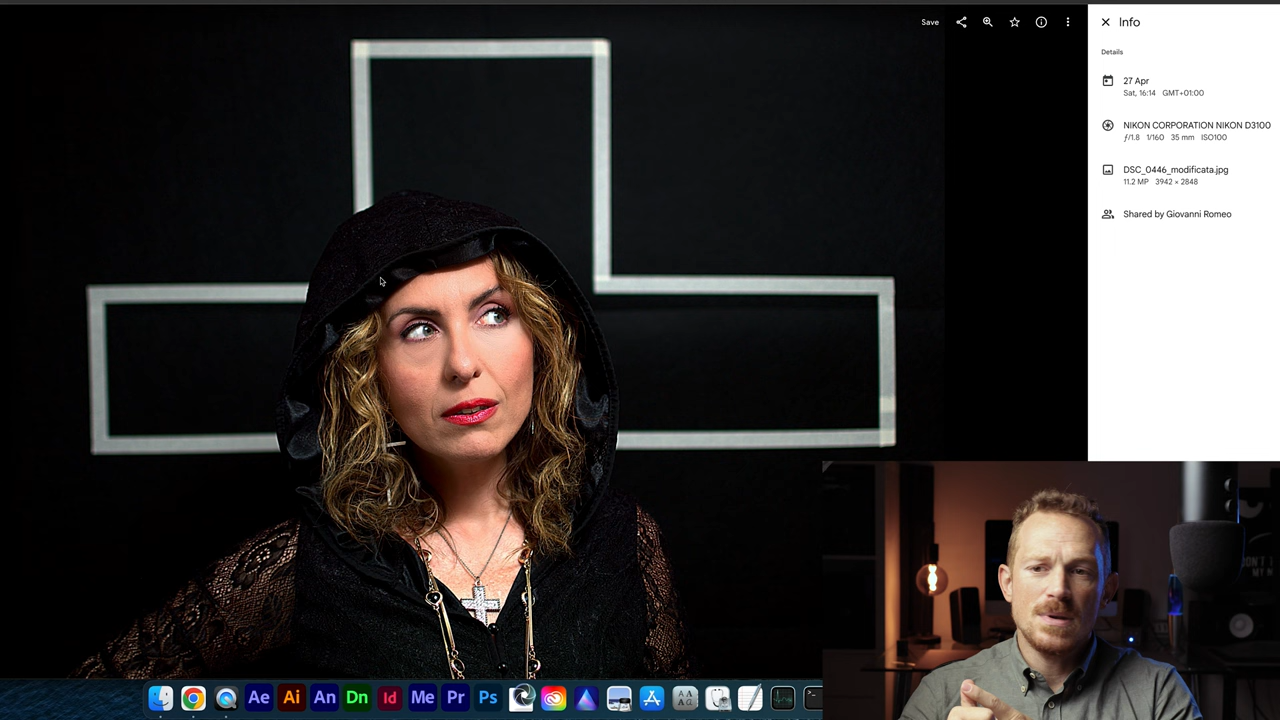 Save
Info
Details
27 Apr
Sat, 16:14 GMT+01:00
NIKON CORPORATION NIKON D3100
ƒ/1.8 1/160 35 mm ISO100
DSC_0446_modificata.jpg
11.2 MP 3942 × 2848
Shared by Giovanni Romeo
Ae Ai An Dn Id Me Pr Ps